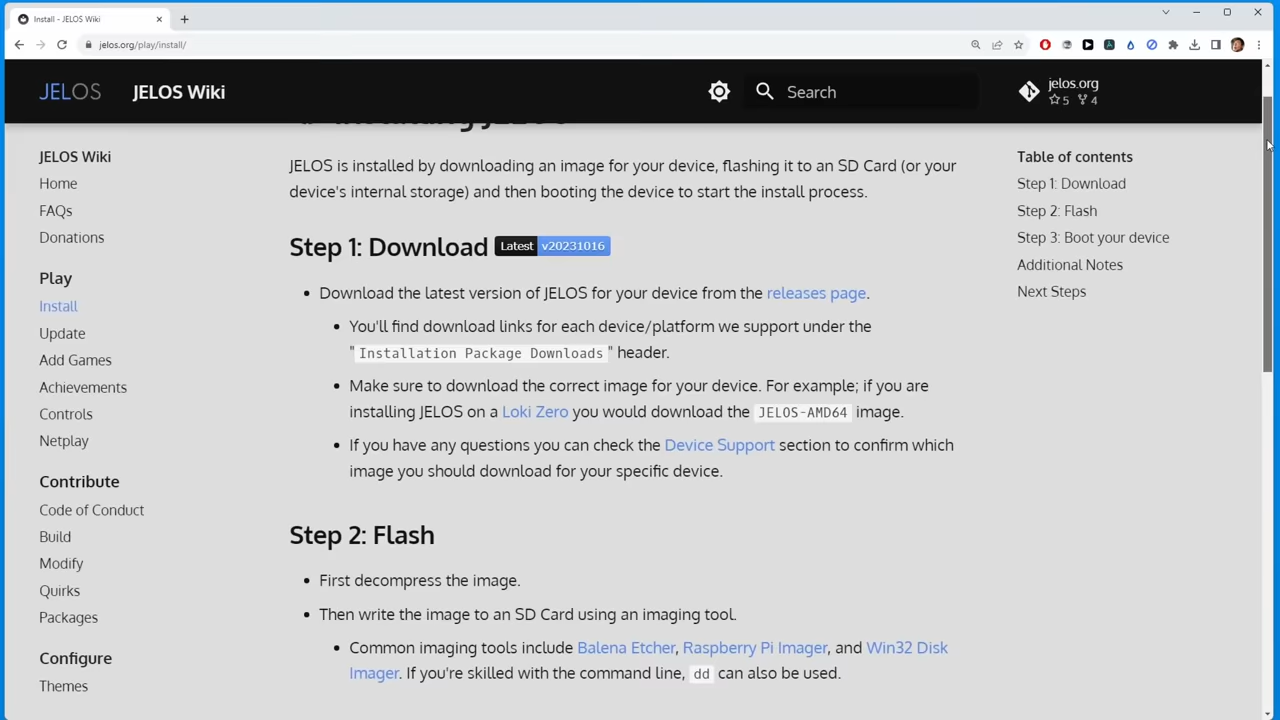 Install - JELOS Wiki
jelos.org/play/install/
JELOS
JELOS Wiki
Search
jelos.org
5 4
JELOS Wiki
Home
FAQs
Donations
Play
Install
Update
Add Games
Achievements
Controls
Netplay
Contribute
Code of Conduct
Build
Modify
Quirks
Packages
Configure
Themes
Installing JELOS
JELOS is installed by downloading an image for your device, flashing it to an SD Card (or your
device's internal storage) and then booting the device to start the install process.
Step 1: Download Latest v20231016
• Download the latest version of JELOS for your device from the releases page.
• You'll find download links for each device/platform we support under the
"Installation Package Downloads" header.
• Make sure to download the correct image for your device. For example; if you are
installing JELOS on a Loki Zero you would download the JELOS-AMD64 image.
• If you have any questions you can check the Device Support section to confirm which
image you should download for your specific device.
Step 2: Flash
• First decompress the image.
• Then write the image to an SD Card using an imaging tool.
• Common imaging tools include Balena Etcher, Raspberry Pi Imager, and Win32 Disk
Imager. If you're skilled with the command line, dd can also be used.
Table of contents
Step 1: Download
Step 2: Flash
Step 3: Boot your device
Additional Notes
Next Steps